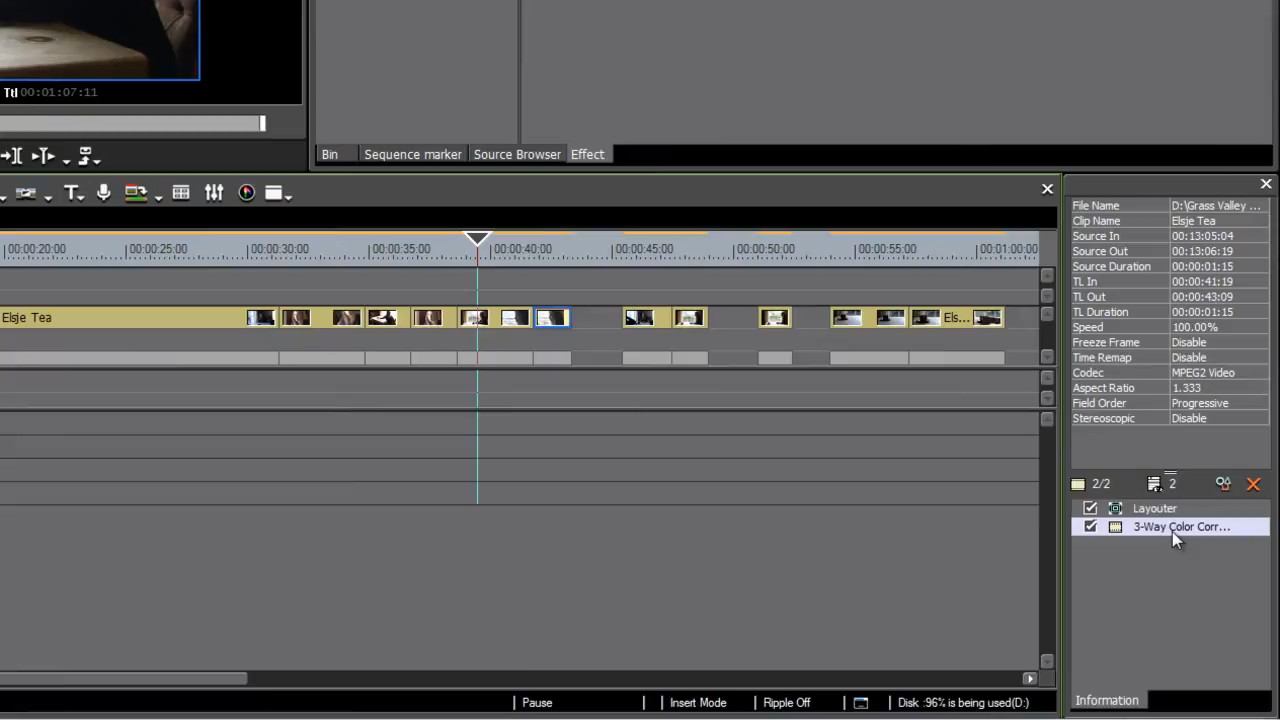 Ttl 00:01:07:11
Bin
Sequence marker
Source Browser
Effect
00:00:20:00
00:00:25:00
00:00:30:00
00:00:35:00
00:00:40:00
00:00:45:00
00:00:50:00
00:00:55:00
00:01:00:00
Elsje Tea
Els...
File Name D:\Grass Valley ...
Clip Name Elsje Tea
Source In 00:13:05:04
Source Out 00:13:06:19
Source Duration 00:00:01:15
TL In 00:00:41:19
TL Out 00:00:43:09
TL Duration 00:00:01:15
Speed 100.00%
Freeze Frame Disable
Time Remap Disable
Codec MPEG2 Video
Aspect Ratio 1.333
Field Order Progressive
Stereoscopic Disable
2/2 2
Layouter
3-Way Color Corr...
Information
Pause
Insert Mode
Ripple Off
Disk :96% is being used(D:)